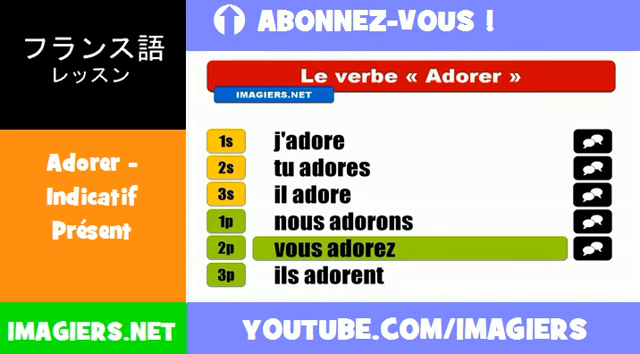 フランス語
レッスン
Adorer -
Indicatif
Présent
IMAGIERS.NET
ABONNEZ-VOUS !
Le verbe « Adorer »
IMAGIERS.NET
1s j'adore
2s tu adores
3s il adore
1p nous adorons
2p vous adorez
3p ils adorent
YOUTUBE.COM/IMAGIERS